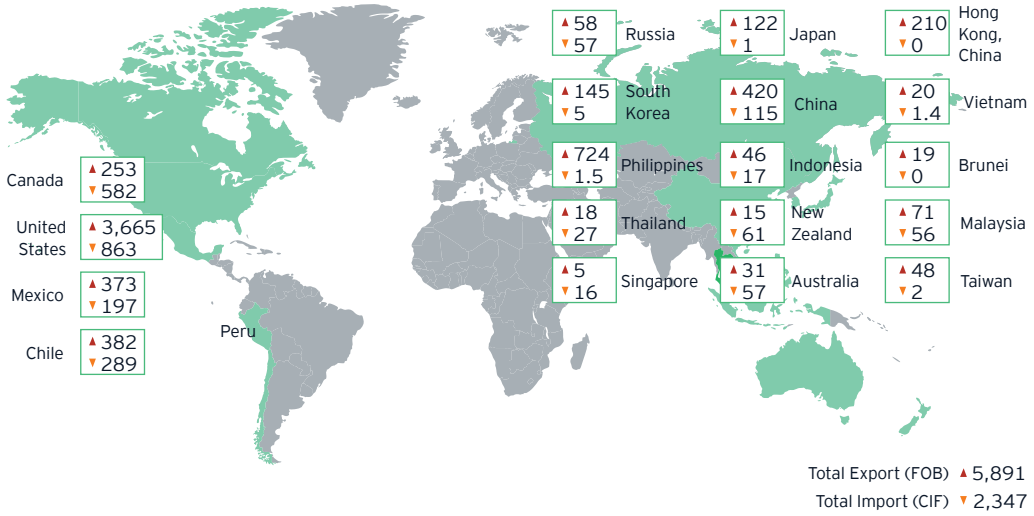 ▲ 58
▼ 57
Russia
▲ 122
▼ 1
Japan
▲ 210
▼ 0
Hong
Kong,
China
▲ 145
▼ 5
South
Korea
▲ 420
▼ 115
China
▲ 20
▼ 1.4
Vietnam
▲ 724
▼ 1.5
Philippines
▲ 46
▼ 17
Indonesia
▲ 19
▼ 0
Brunei
Canada
▲ 253
▼ 582
▲ 18
▼ 27
Thailand
▲ 15
▼ 61
New
Zealand
▲ 71
▼ 56
Malaysia
United
States
▲ 3,665
▼ 863
▲ 5
▼ 16
Singapore
▲ 31
▼ 57
Australia
▲ 48
▼ 2
Taiwan
Mexico
▲ 373
▼ 197
Peru
Chile
▲ 382
▼ 289
Total Export (FOB) ▲ 5,891
Total Import (CIF) ▼ 2,347